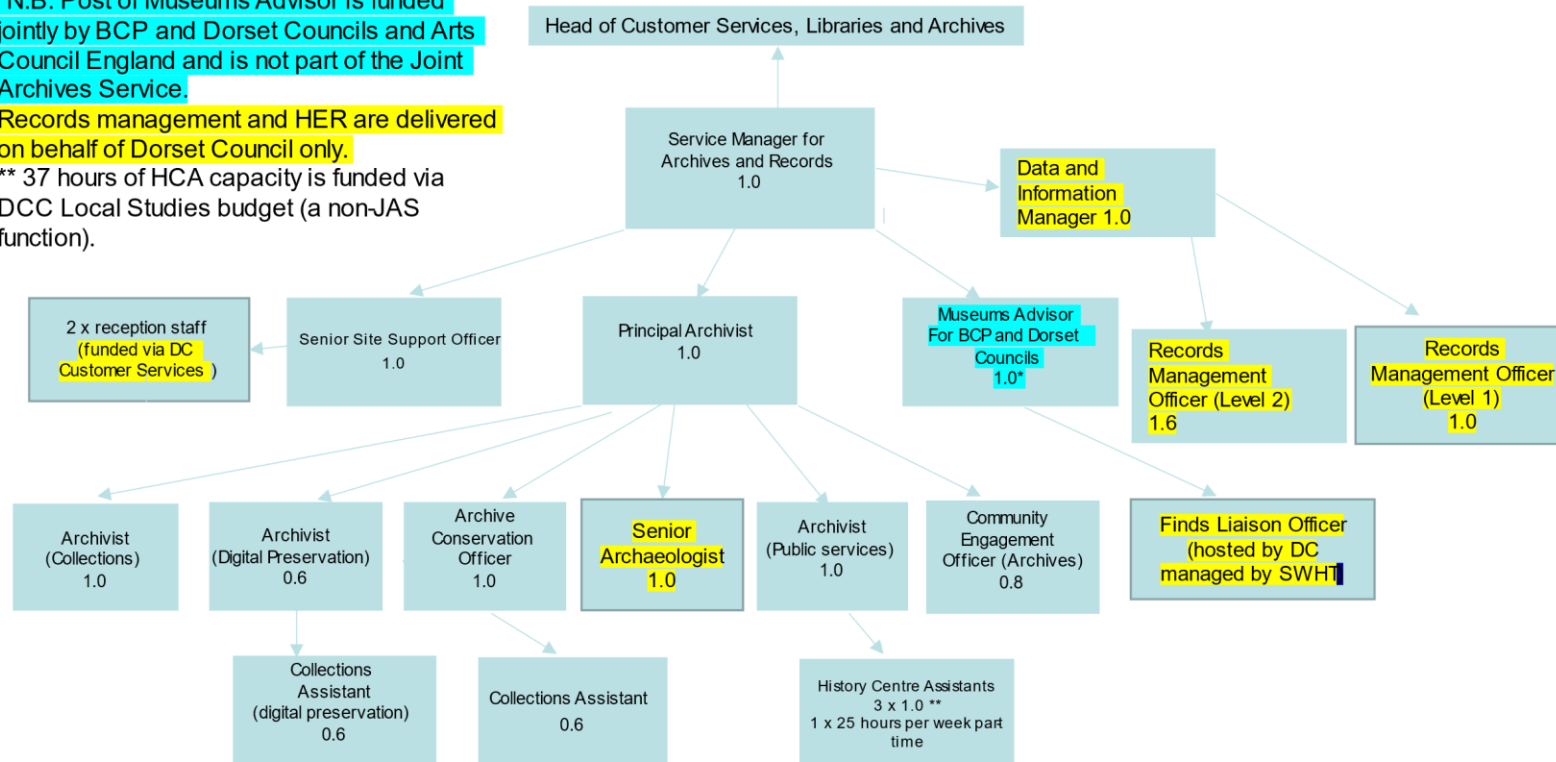 N.B. Post of Museums Advisor is funded
jointly by BCP and Dorset Councils and Arts
Council England and is not part of the Joint
Archives Service.
Records management and HER are delivered
on behalf of Dorset Council only.
** 37 hours of HCA capacity is funded via
DCC Local Studies budget (a non-JAS
function).
Head of Customer Services, Libraries and Archives
Service Manager for
Archives and Records
1.0
Data and
Information
Manager 1.0
2 x reception staff
(funded via DC
Customer Services )
Senior Site Support Officer
1.0
Principal Archivist
1.0
Museums Advisor
For BCP and Dorset
Councils
1.0*
Records
Management
Officer (Level 2)
1.6
Records
Management Officer
(Level 1)
1.0
Archivist
(Collections)
1.0
Archivist
(Digital Preservation)
0.6
Archive
Conservation
Officer
1.0
Senior
Archaeologist
1.0
Archivist
(Public services)
1.0
Community
Engagement
Officer (Archives)
0.8
Finds Liaison Officer
(hosted by DC
managed by SWHT
Collections
Assistant
(digital preservation)
0.6
Collections Assistant
0.6
History Centre Assistants
3 x 1.0 **
1 x 25 hours per week part
time